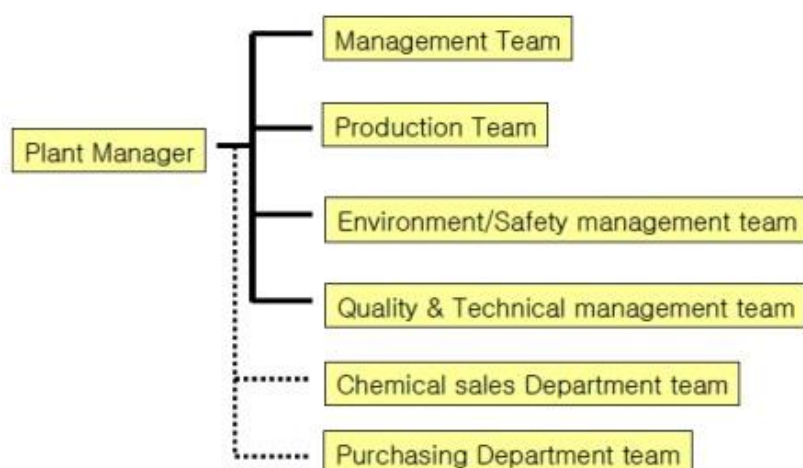 Management Team
Production Team
Plant Manager
Environment/Safety management team
Quality & Technical management team
Chemical sales Department team
Purchasing Department team